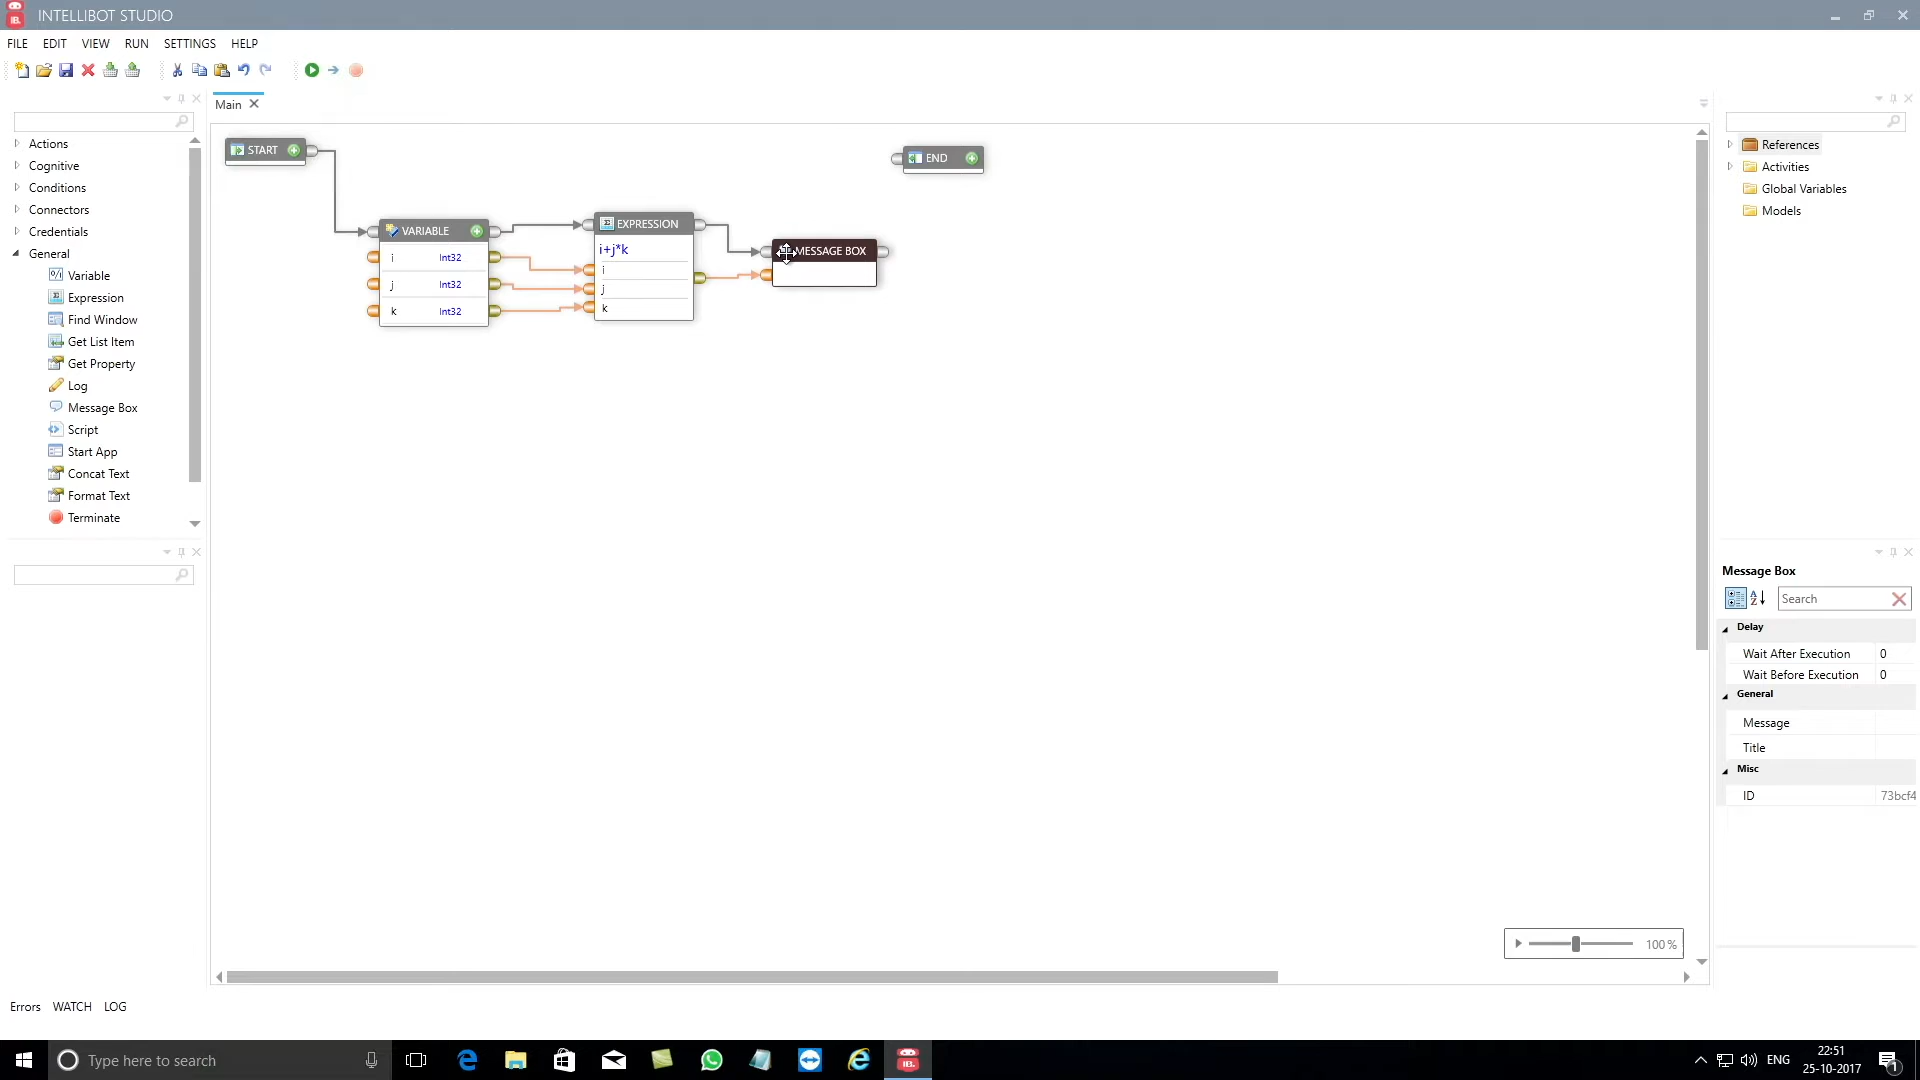 INTELLIBOT STUDIO
FILE EDIT VIEW RUN SETTINGS HELP
Main
Actions
Cognitive
Conditions
Connectors
Credentials
General
Variable
Expression
Find Window
Get List Item
Get Property
Log
Message Box
Script
Start App
Concat Text
Format Text
Terminate
START
END
VARIABLE
i Int32
j Int32
k Int32
EXPRESSION
i+j*k
i
j
k
MESSAGE BOX
100 %
References
Activities
Global Variables
Models
Message Box
Search
Delay
Wait After Execution 0
Wait Before Execution 0
General
Message
Title
Misc
ID 73bcf4
Errors WATCH LOG
Type here to search
ENG
22:51
25-10-2017
1